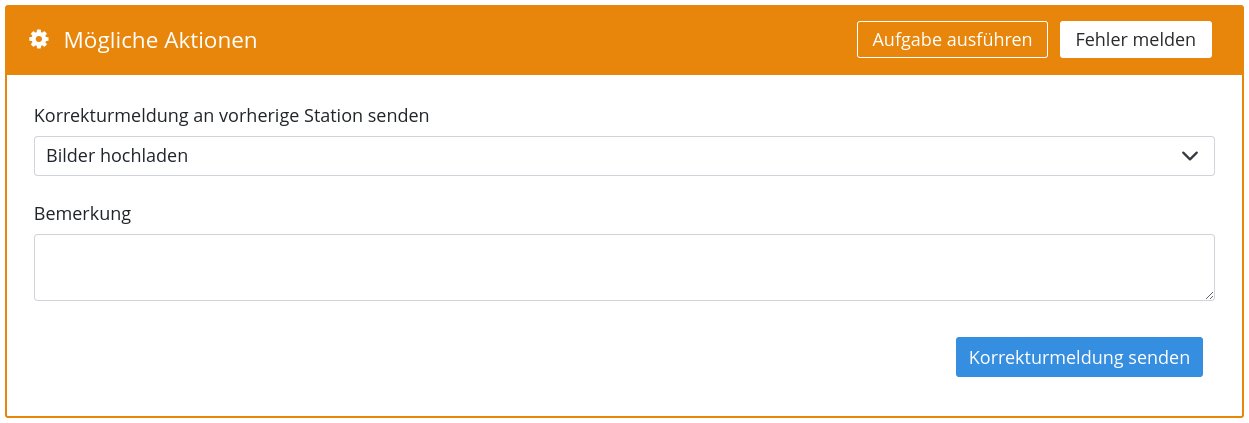 Mögliche Aktionen
Aufgabe ausführen
Fehler melden
Korrekturmeldung an vorherige Station senden
Bilder hochladen
Bemerkung
Korrekturmeldung senden